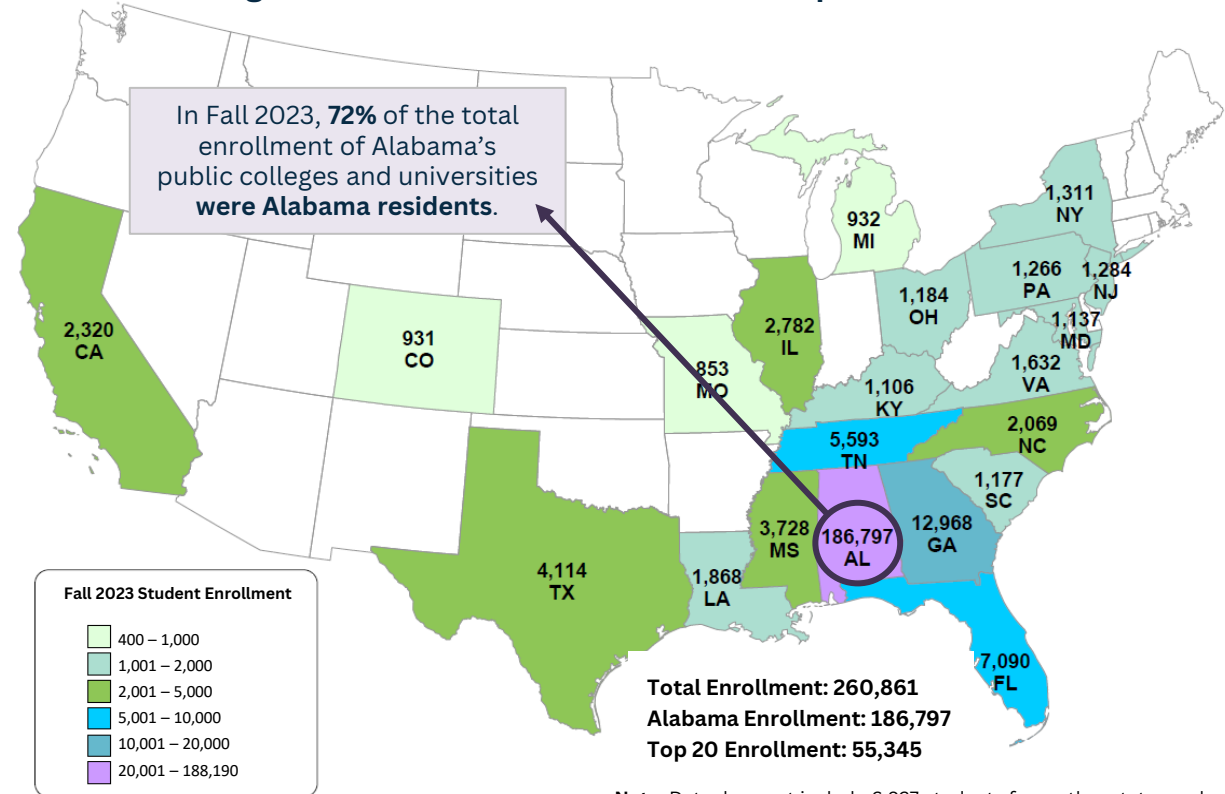 In Fall 2023, 72% of the total
enrollment of Alabama’s
public colleges and universities
were Alabama residents.
1,311
NY
932
MI
1,266
PA
1,284
NJ
1,184
OH
2,320
CA
931
CO
2,782
IL
1,137
MD
853
MO
1,632
VA
1,106
KY
5,593
TN
2,069
NC
1,177
SC
3,728
MS
186,797
AL
12,968
GA
4,114
TX
1,868
LA
7,090
FL
Fall 2023 Student Enrollment
400 – 1,000
1,001 – 2,000
2,001 – 5,000
5,001 – 10,000
10,001 – 20,000
20,001 – 188,190
Total Enrollment: 260,861
Alabama Enrollment: 186,797
Top 20 Enrollment: 55,345